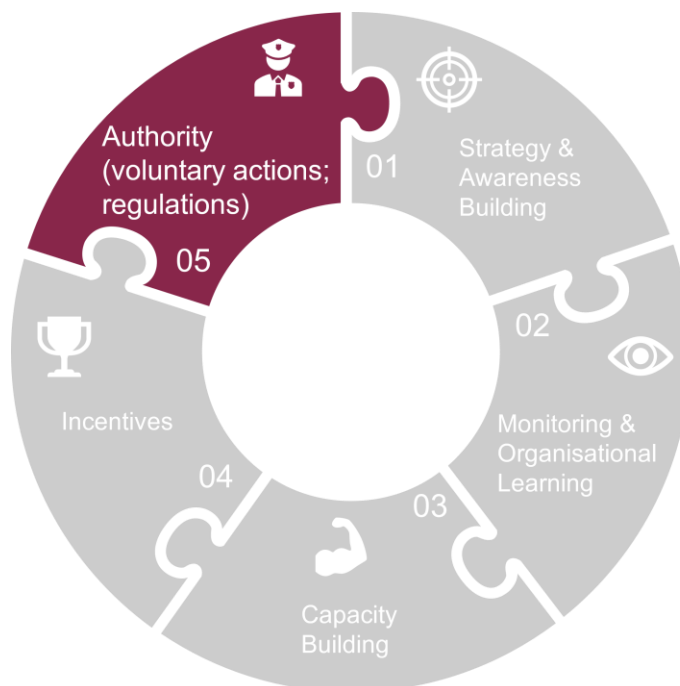 01
Strategy &
Awareness
Building
02
Monitoring &
Organisational
Learning
03
Capacity
Building
04
Incentives
05
Authority
(voluntary actions;
regulations)